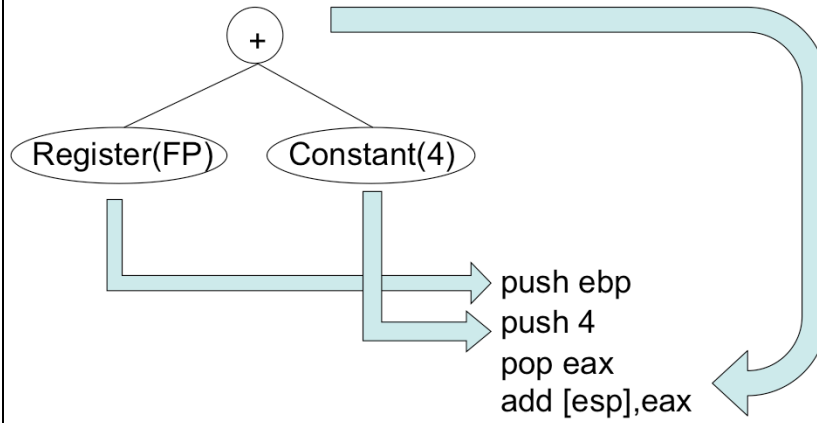 +
Register(FP) Constant(4)
push ebp
push 4
pop eax
add [esp],eax